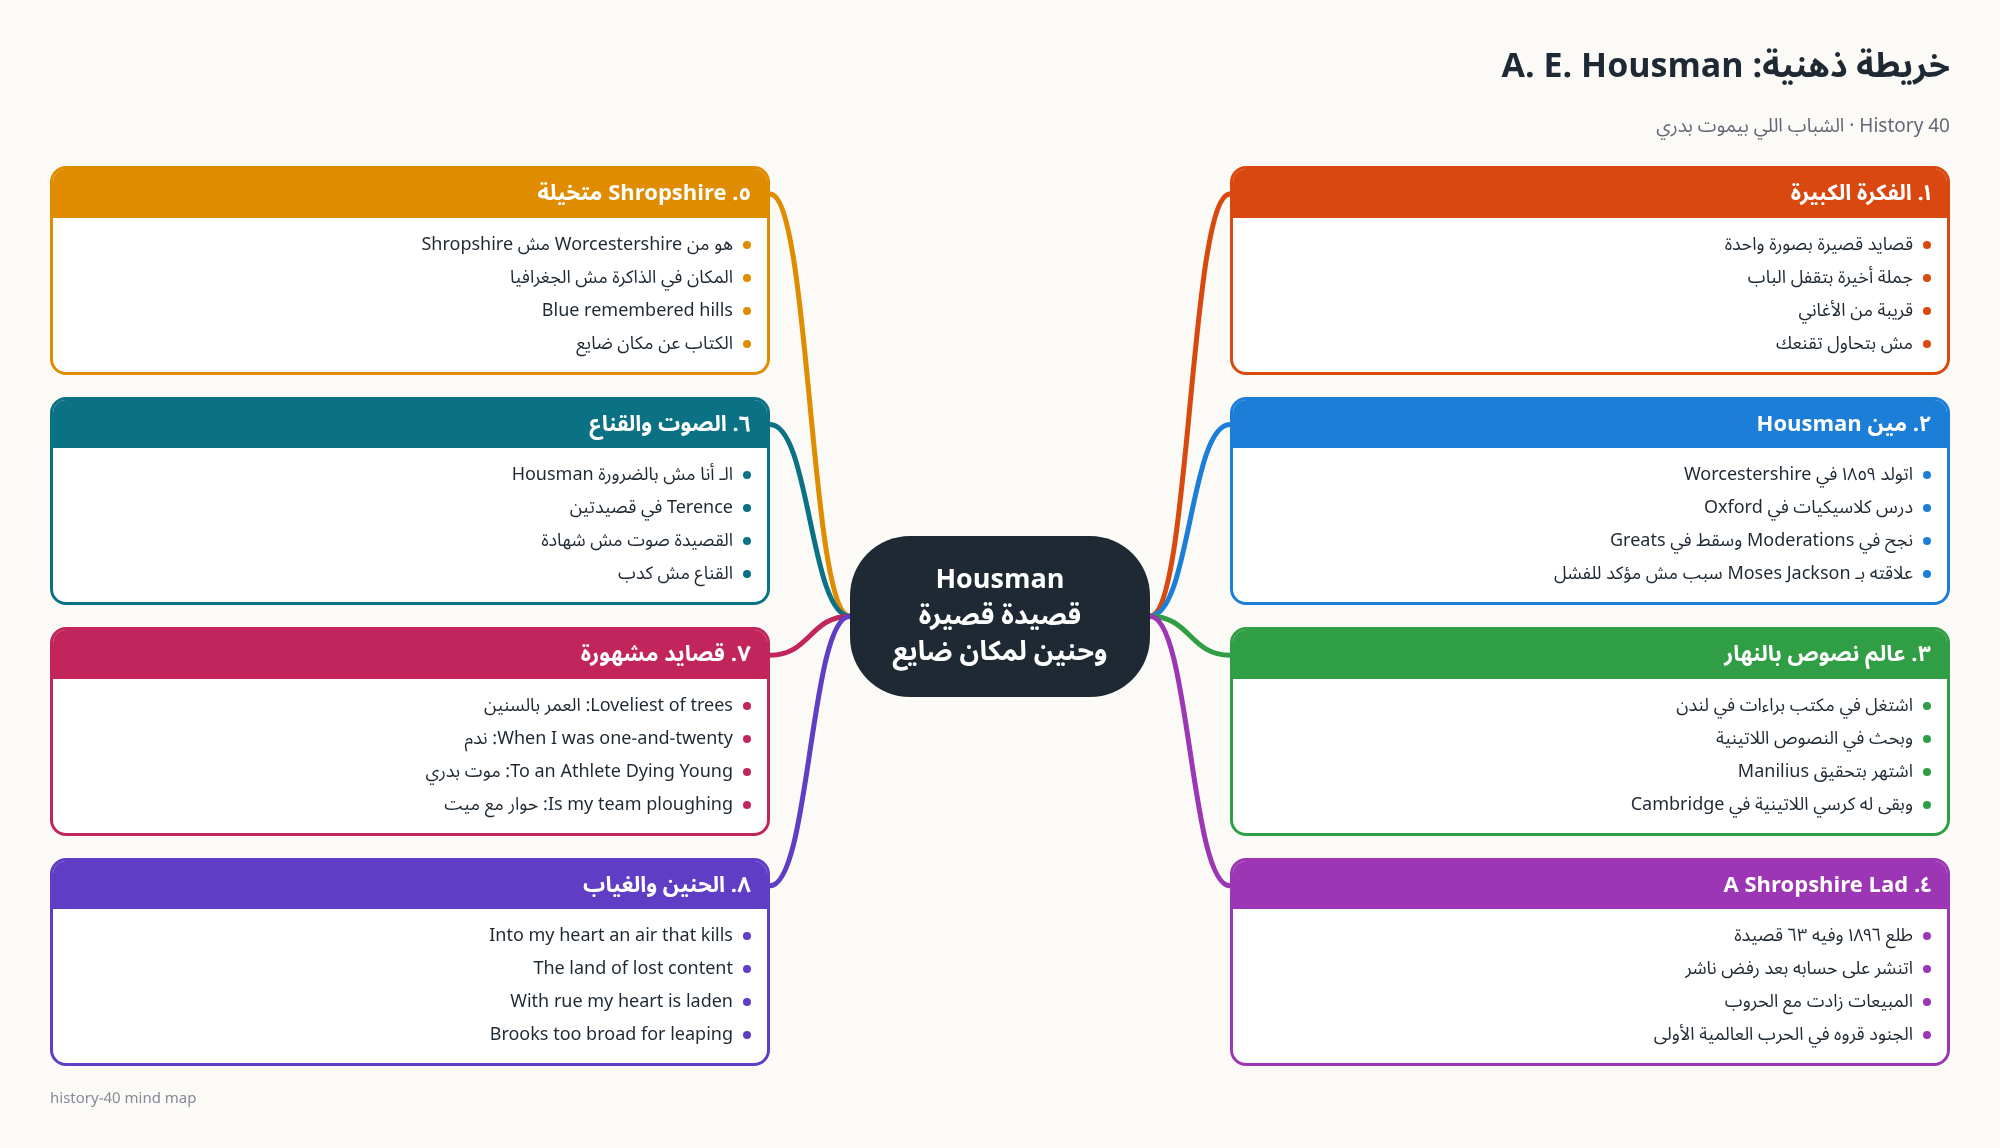 خريطة ذهنية: A. E. Housman
History 40 · الشباب اللي بيموت بدري
١. الفكرة الكبيرة
قصايد قصيرة بصورة واحدة
جملة أخيرة بتقفل الباب
قريبة من الأغاني
مش بتحاول تقنعك
٢. مين Housman
اتولد ١٨٥٩ في Worcestershire
درس كلاسيكيات في Oxford
نجح في Moderations وسقط في Greats
علاقته بـ Moses Jackson سبب مش مؤكد للفشل
٣. عالم نصوص بالنهار
اشتغل في مكتب براءات في لندن
وبحث في النصوص اللاتينية
اشتهر بتحقيق Manilius
وبقى له كرسي اللاتينية في Cambridge
٤. A Shropshire Lad
طلع ١٨٩٦ وفيه ٦٣ قصيدة
اتنشر على حسابه بعد رفض ناشر
المبيعات زادت مع الحروب
الجنود قروه في الحرب العالمية الأولى
Housman
قصيدة قصيرة
وحنين لمكان ضايع
٥. Shropshire متخيلة
هو من Worcestershire مش Shropshire
المكان في الذاكرة مش الجغرافيا
Blue remembered hills
الكتاب عن مكان ضايع
٦. الصوت والقناع
الـ أنا مش بالضرورة Housman
Terence في قصيدتين
القصيدة صوت مش شهادة
القناع مش كدب
٧. قصايد مشهورة
Loveliest of trees: العمر بالسنين
When I was one-and-twenty: ندم
To an Athlete Dying Young: موت بدري
Is my team ploughing: حوار مع ميت
٨. الحنين والغياب
Into my heart an air that kills
The land of lost content
With rue my heart is laden
Brooks too broad for leaping
history-40 mind map